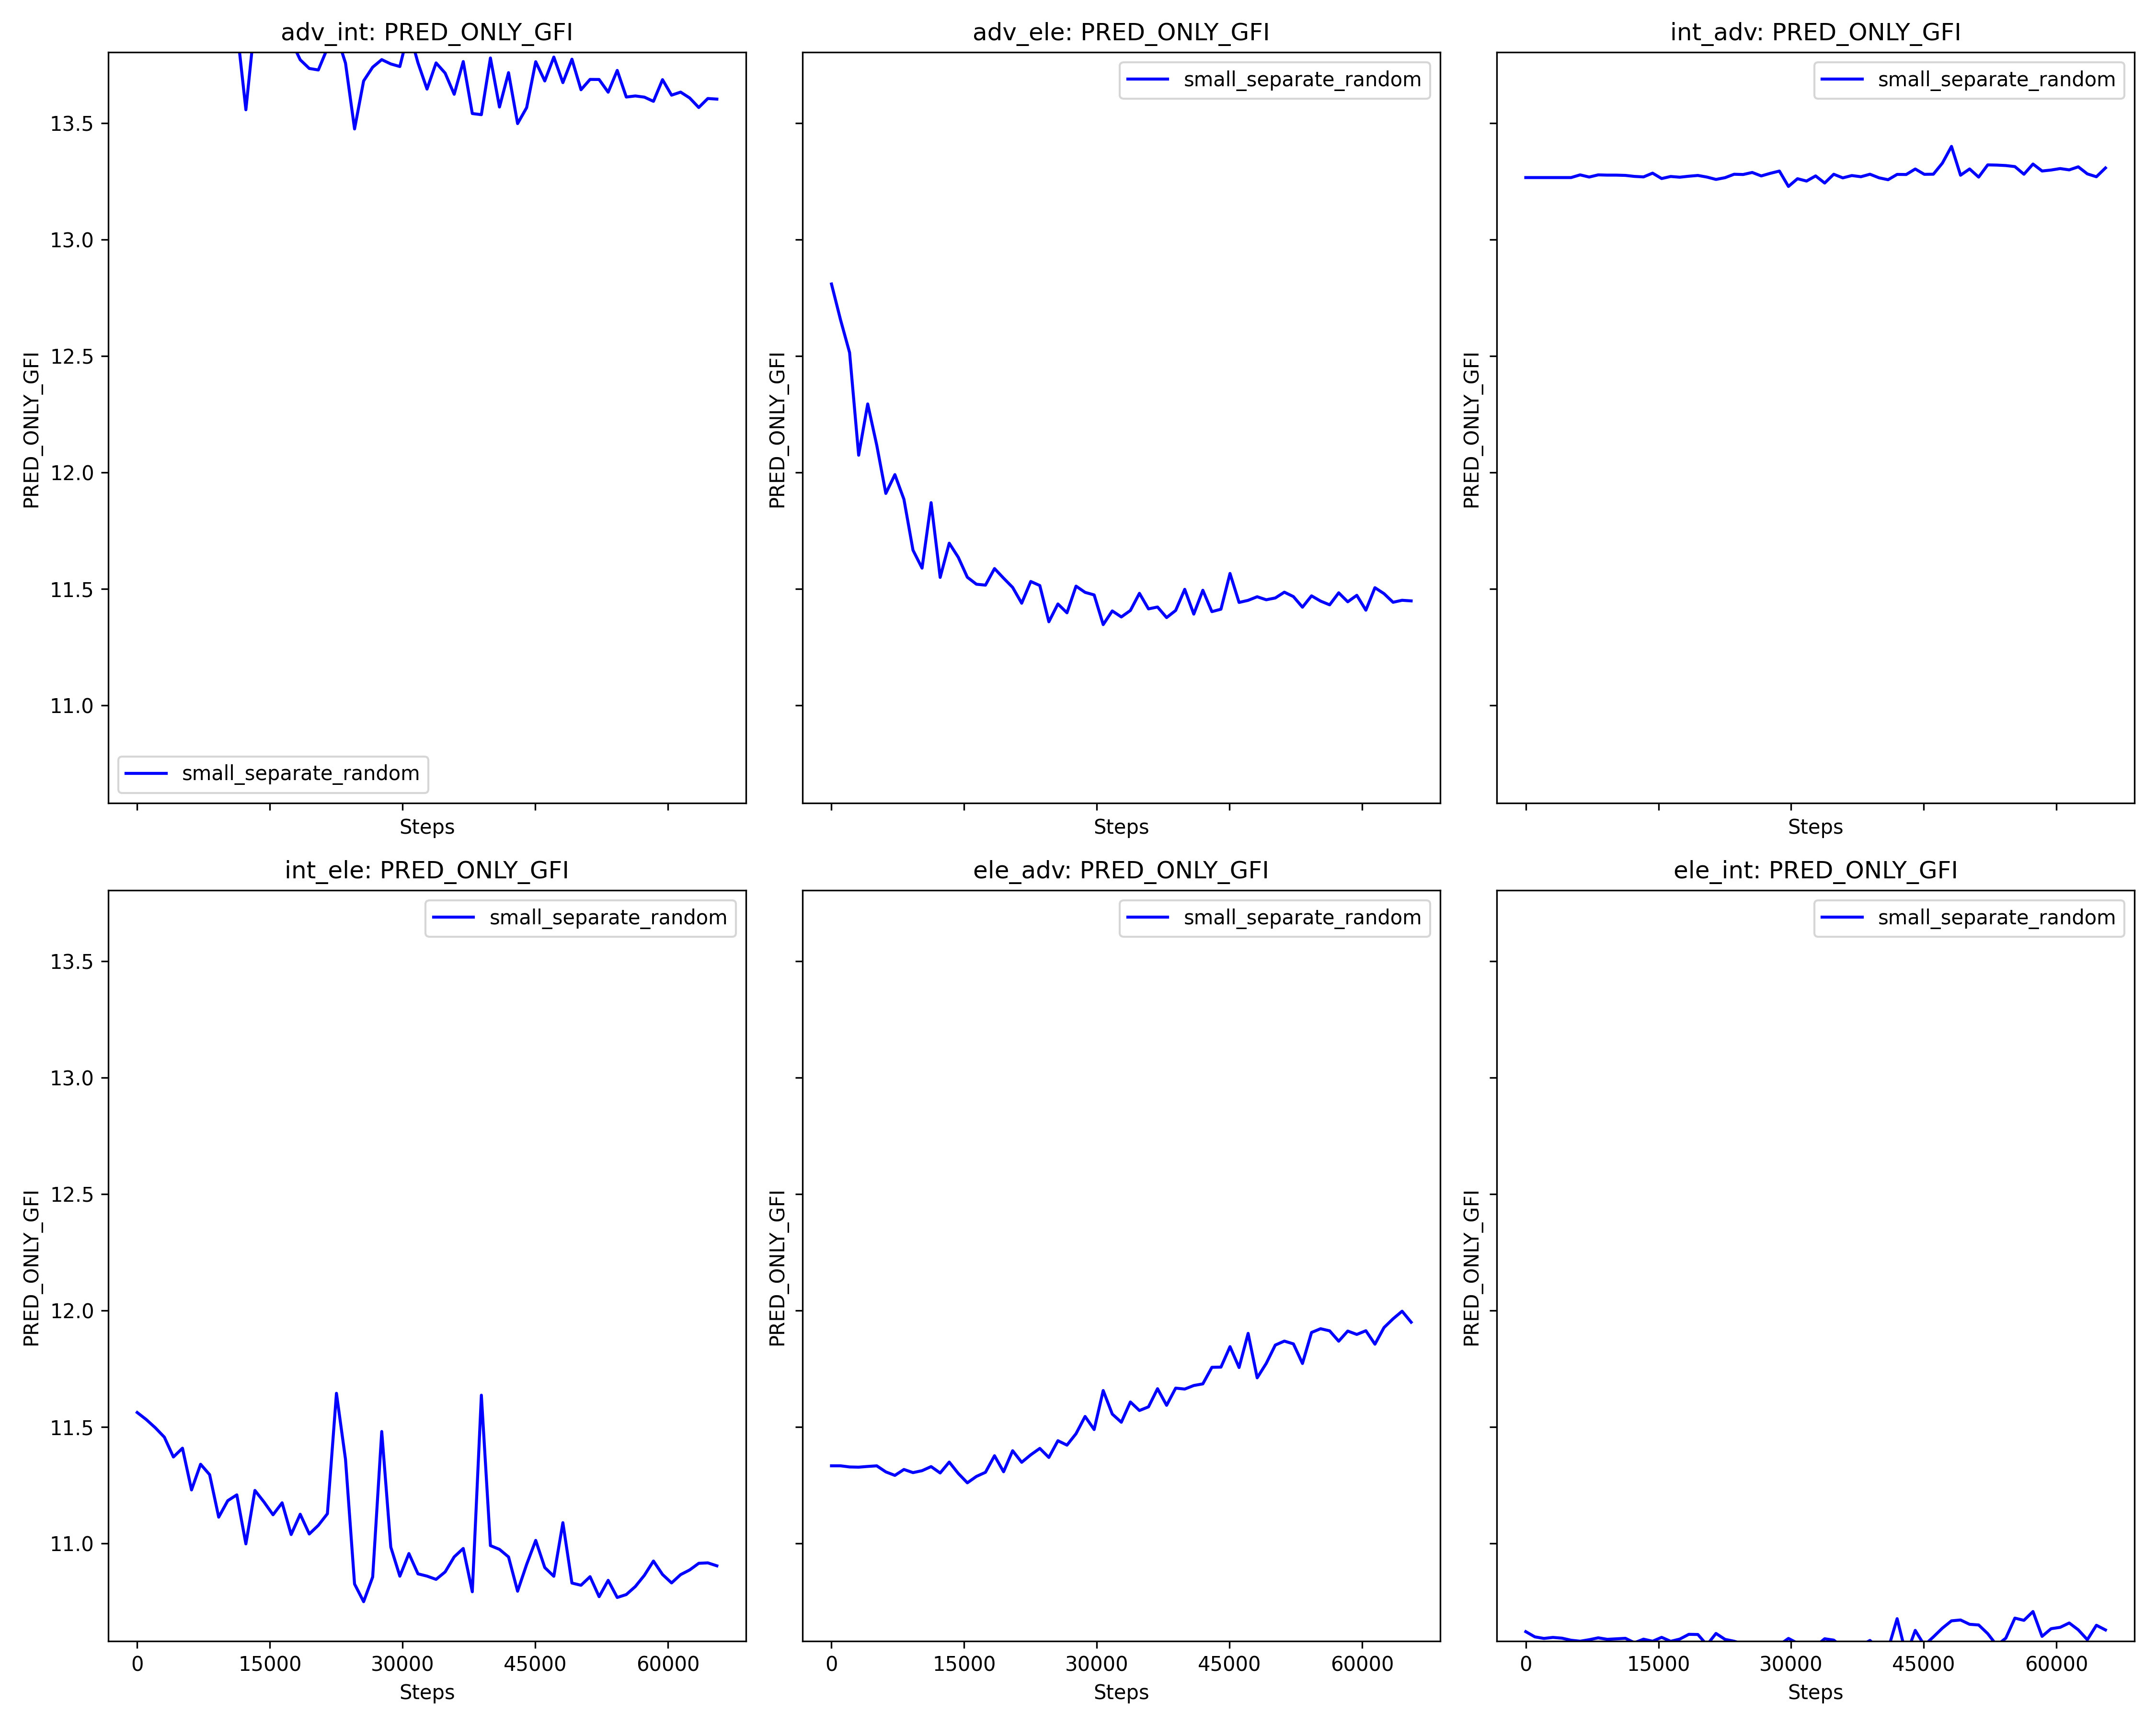 adv_int: PRED_ONLY_GFI
adv_ele: PRED_ONLY_GFI
int_adv: PRED_ONLY_GFI
small_separate_random
small_separate_random
small_separate_random
PRED_ONLY_GFI
PRED_ONLY_GFI
PRED_ONLY_GFI
13.5
13.0
12.5
12.0
11.5
11.0
Steps
Steps
Steps
int_ele: PRED_ONLY_GFI
ele_adv: PRED_ONLY_GFI
ele_int: PRED_ONLY_GFI
small_separate_random
small_separate_random
small_separate_random
PRED_ONLY_GFI
PRED_ONLY_GFI
PRED_ONLY_GFI
13.5
13.0
12.5
12.0
11.5
11.0
0 15000 30000 45000 60000
0 15000 30000 45000 60000
0 15000 30000 45000 60000
Steps
Steps
Steps